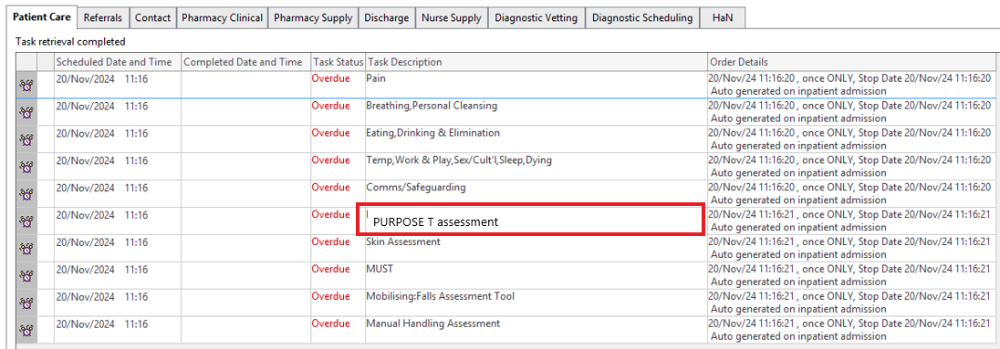 Patient Care Referrals Contact Pharmacy Clinical Pharmacy Supply Discharge Nurse Supply Diagnostic Vetting Diagnostic Scheduling HaN
Task retrieval completed
Scheduled Date and Time Completed Date and Time Task Status Task Description Order Details
20/Nov/2024 11:16 Overdue Pain 20/Nov/24 11:16:20 , once ONLY, Stop Date 20/Nov/24 11:16:20
Auto generated on inpatient admission
20/Nov/2024 11:16 Overdue Breathing,Personal Cleansing 20/Nov/24 11:16:20 , once ONLY, Stop Date 20/Nov/24 11:16:20
Auto generated on inpatient admission
20/Nov/2024 11:16 Overdue Eating,Drinking & Elimination 20/Nov/24 11:16:20 , once ONLY, Stop Date 20/Nov/24 11:16:20
Auto generated on inpatient admission
20/Nov/2024 11:16 Overdue Temp,Work & Play,Sex/Cult'l,Sleep,Dying 20/Nov/24 11:16:20 , once ONLY, Stop Date 20/Nov/24 11:16:20
Auto generated on inpatient admission
20/Nov/2024 11:16 Overdue Comms/Safeguarding 20/Nov/24 11:16:20 , once ONLY, Stop Date 20/Nov/24 11:16:20
Auto generated on inpatient admission
20/Nov/2024 11:16 Overdue PURPOSE T assessment 20/Nov/24 11:16:21 , once ONLY, Stop Date 20/Nov/24 11:16:21
Auto generated on inpatient admission
20/Nov/2024 11:16 Overdue Skin Assessment 20/Nov/24 11:16:21 , once ONLY, Stop Date 20/Nov/24 11:16:21
Auto generated on inpatient admission
20/Nov/2024 11:16 Overdue MUST 20/Nov/24 11:16:21 , once ONLY, Stop Date 20/Nov/24 11:16:21
Auto generated on inpatient admission
20/Nov/2024 11:16 Overdue Mobilising:Falls Assessment Tool 20/Nov/24 11:16:21 , once ONLY, Stop Date 20/Nov/24 11:16:21
Auto generated on inpatient admission
20/Nov/2024 11:16 Overdue Manual Handling Assessment 20/Nov/24 11:16:21 , once ONLY, Stop Date 20/Nov/24 11:16:21
Auto generated on inpatient admission